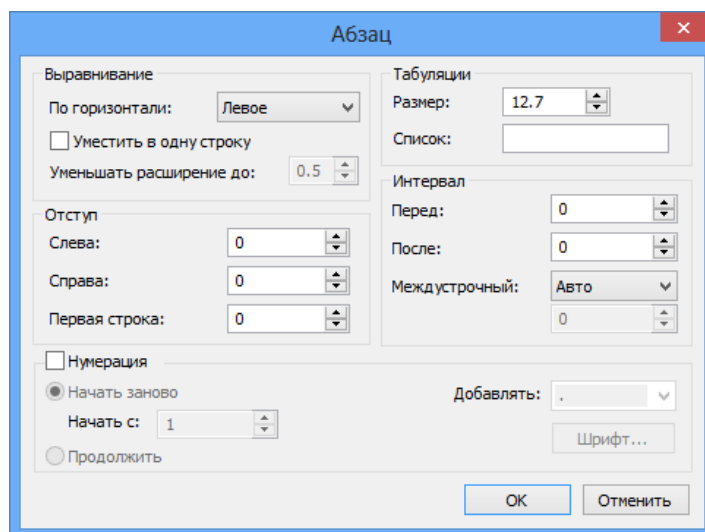 Абзац
Выравнивание
По горизонтали: Левое
Уместить в одну строку
Уменьшать расширение до: 0.5
Отступ
Слева: 0
Справа: 0
Первая строка: 0
Табуляции
Размер: 12.7
Список:
Интервал
Перед: 0
После: 0
Междустрочный: Авто
0
Нумерация
Начать заново
Начать с: 1
Продолжить
Добавлять: .
Шрифт...
OK Отменить